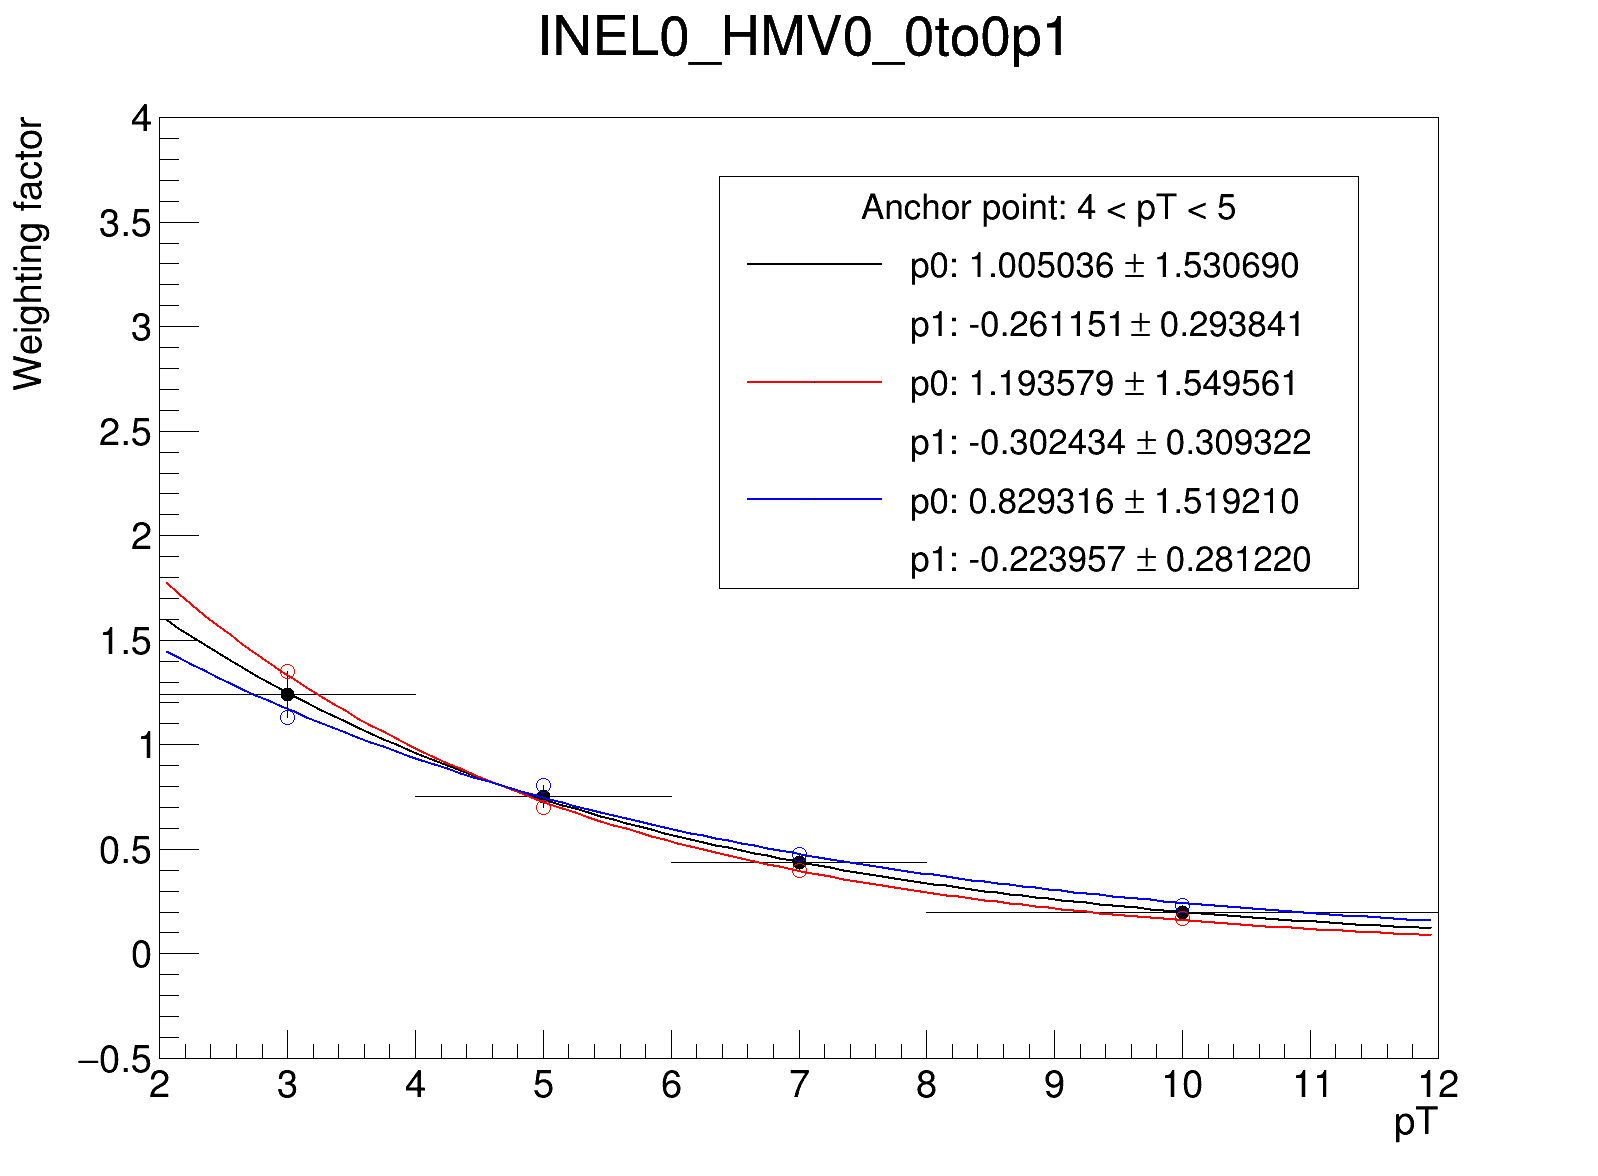 INEL0_HMV0_0to0p1
Weighting factor
4
3.5
3
2.5
2
1.5
1
0.5
0
−0.5
Anchor point: 4 < pT < 5
p0: 1.005036 ± 1.530690
p1: -0.261151 ± 0.293841
p0: 1.193579 ± 1.549561
p1: -0.302434 ± 0.309322
p0: 0.829316 ± 1.519210
p1: -0.223957 ± 0.281220
2 3 4 5 6 7 8 9 10 11 12
pT